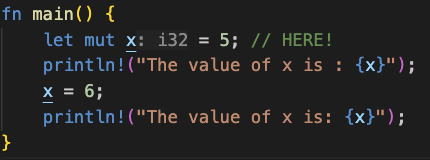 fn main() {
    let mut x: i32 = 5; // HERE!
    println!("The value of x is : {x}");
    x = 6;
    println!("The value of x is: {x}");
}